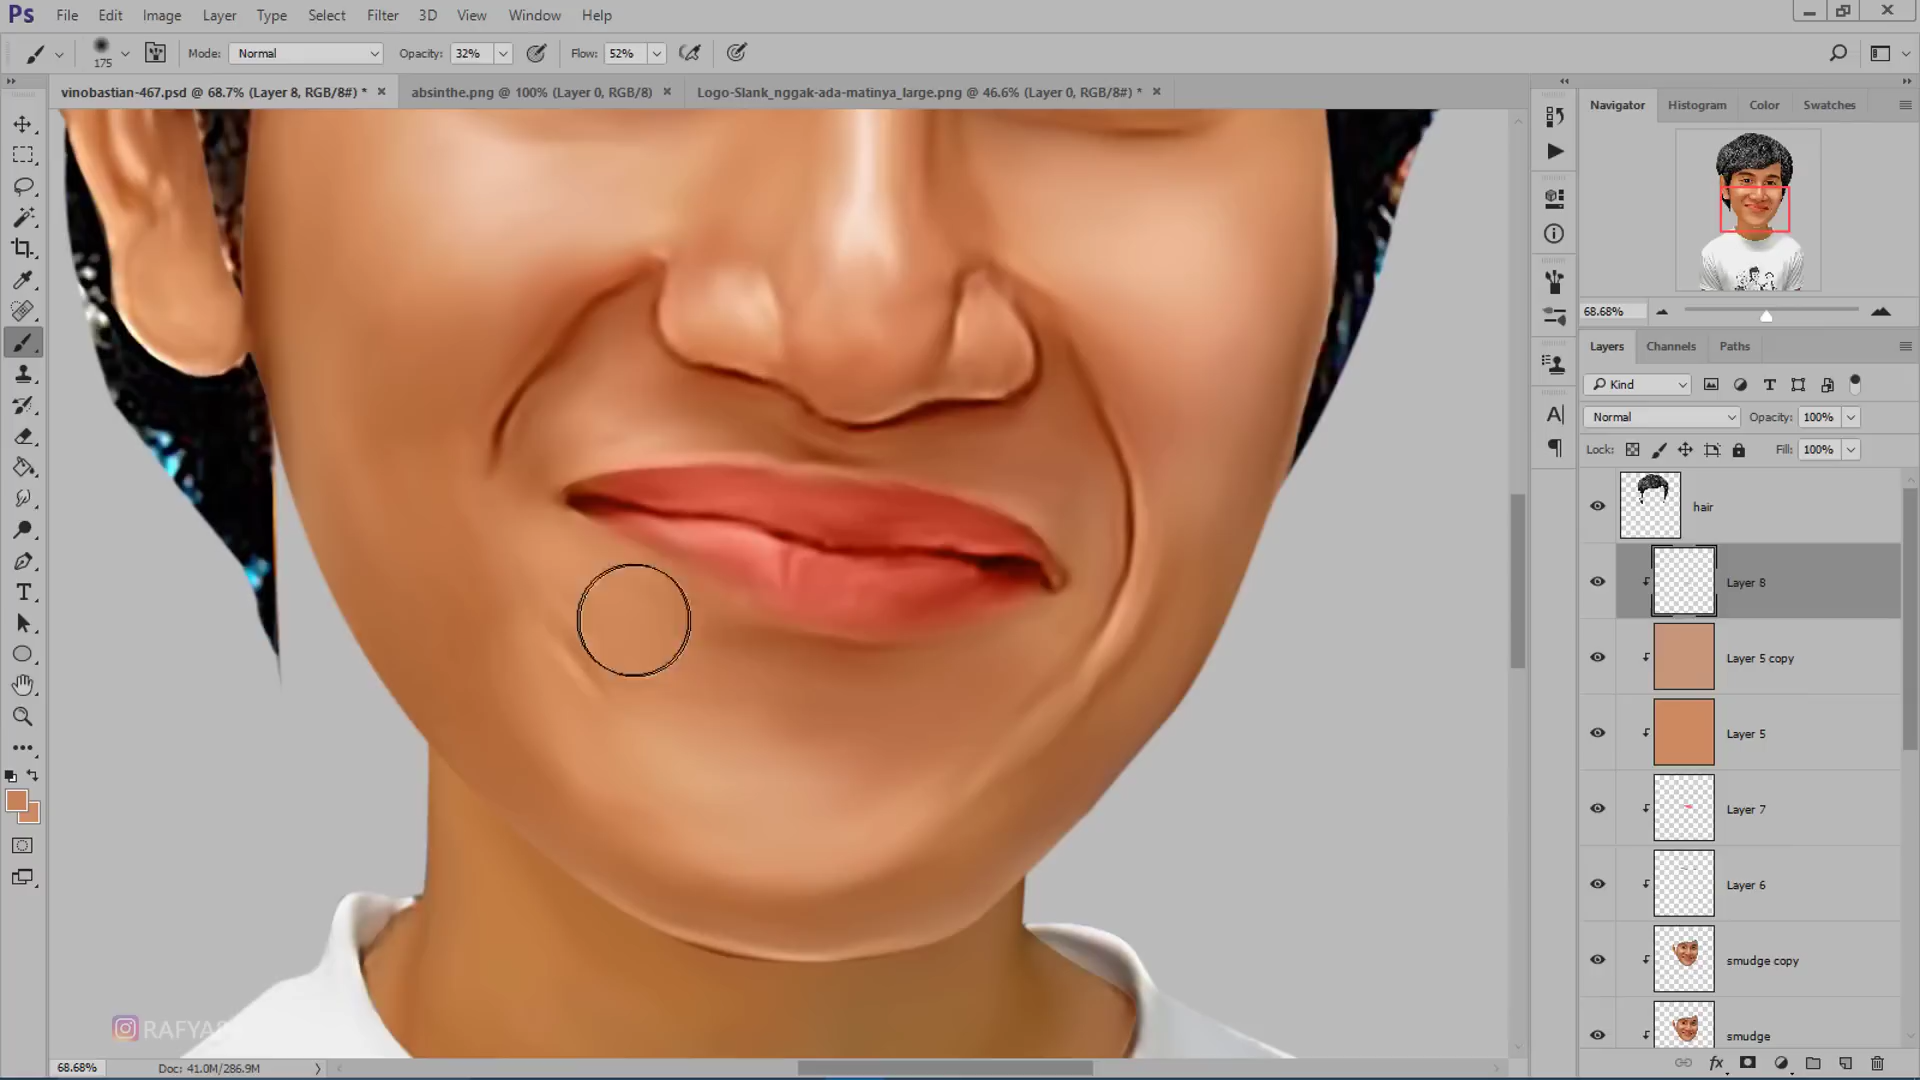 Ps File Edit Image Layer Type Select Filter 3D View Window Help
175 Mode: Normal Opacity: 32% Flow: 52%
vinobastian-467.psd @ 68.7% (Layer 8, RGB/8#) * absinthe.png @ 100% (Layer 0, RGB/8) Logo-Slank_nggak-ada-matinya_large.png @ 46.6% (Layer 0, RGB/8#) *
Navigator Histogram Color Swatches
68.68%
Layers Channels Paths
Kind
Normal Opacity: 100%
Lock: Fill: 100%
hair
Layer 8
Layer 5 copy
Layer 5
Layer 7
Layer 6
smudge copy
smudge
RAFYAS
68.68% Doc: 41.0M/286.9M